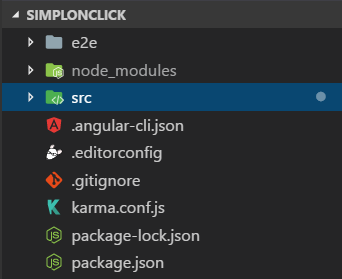 SIMPLONCLICK
e2e
node_modules
src
.angular-cli.json
.editorconfig
.gitignore
karma.conf.js
package-lock.json
package.json